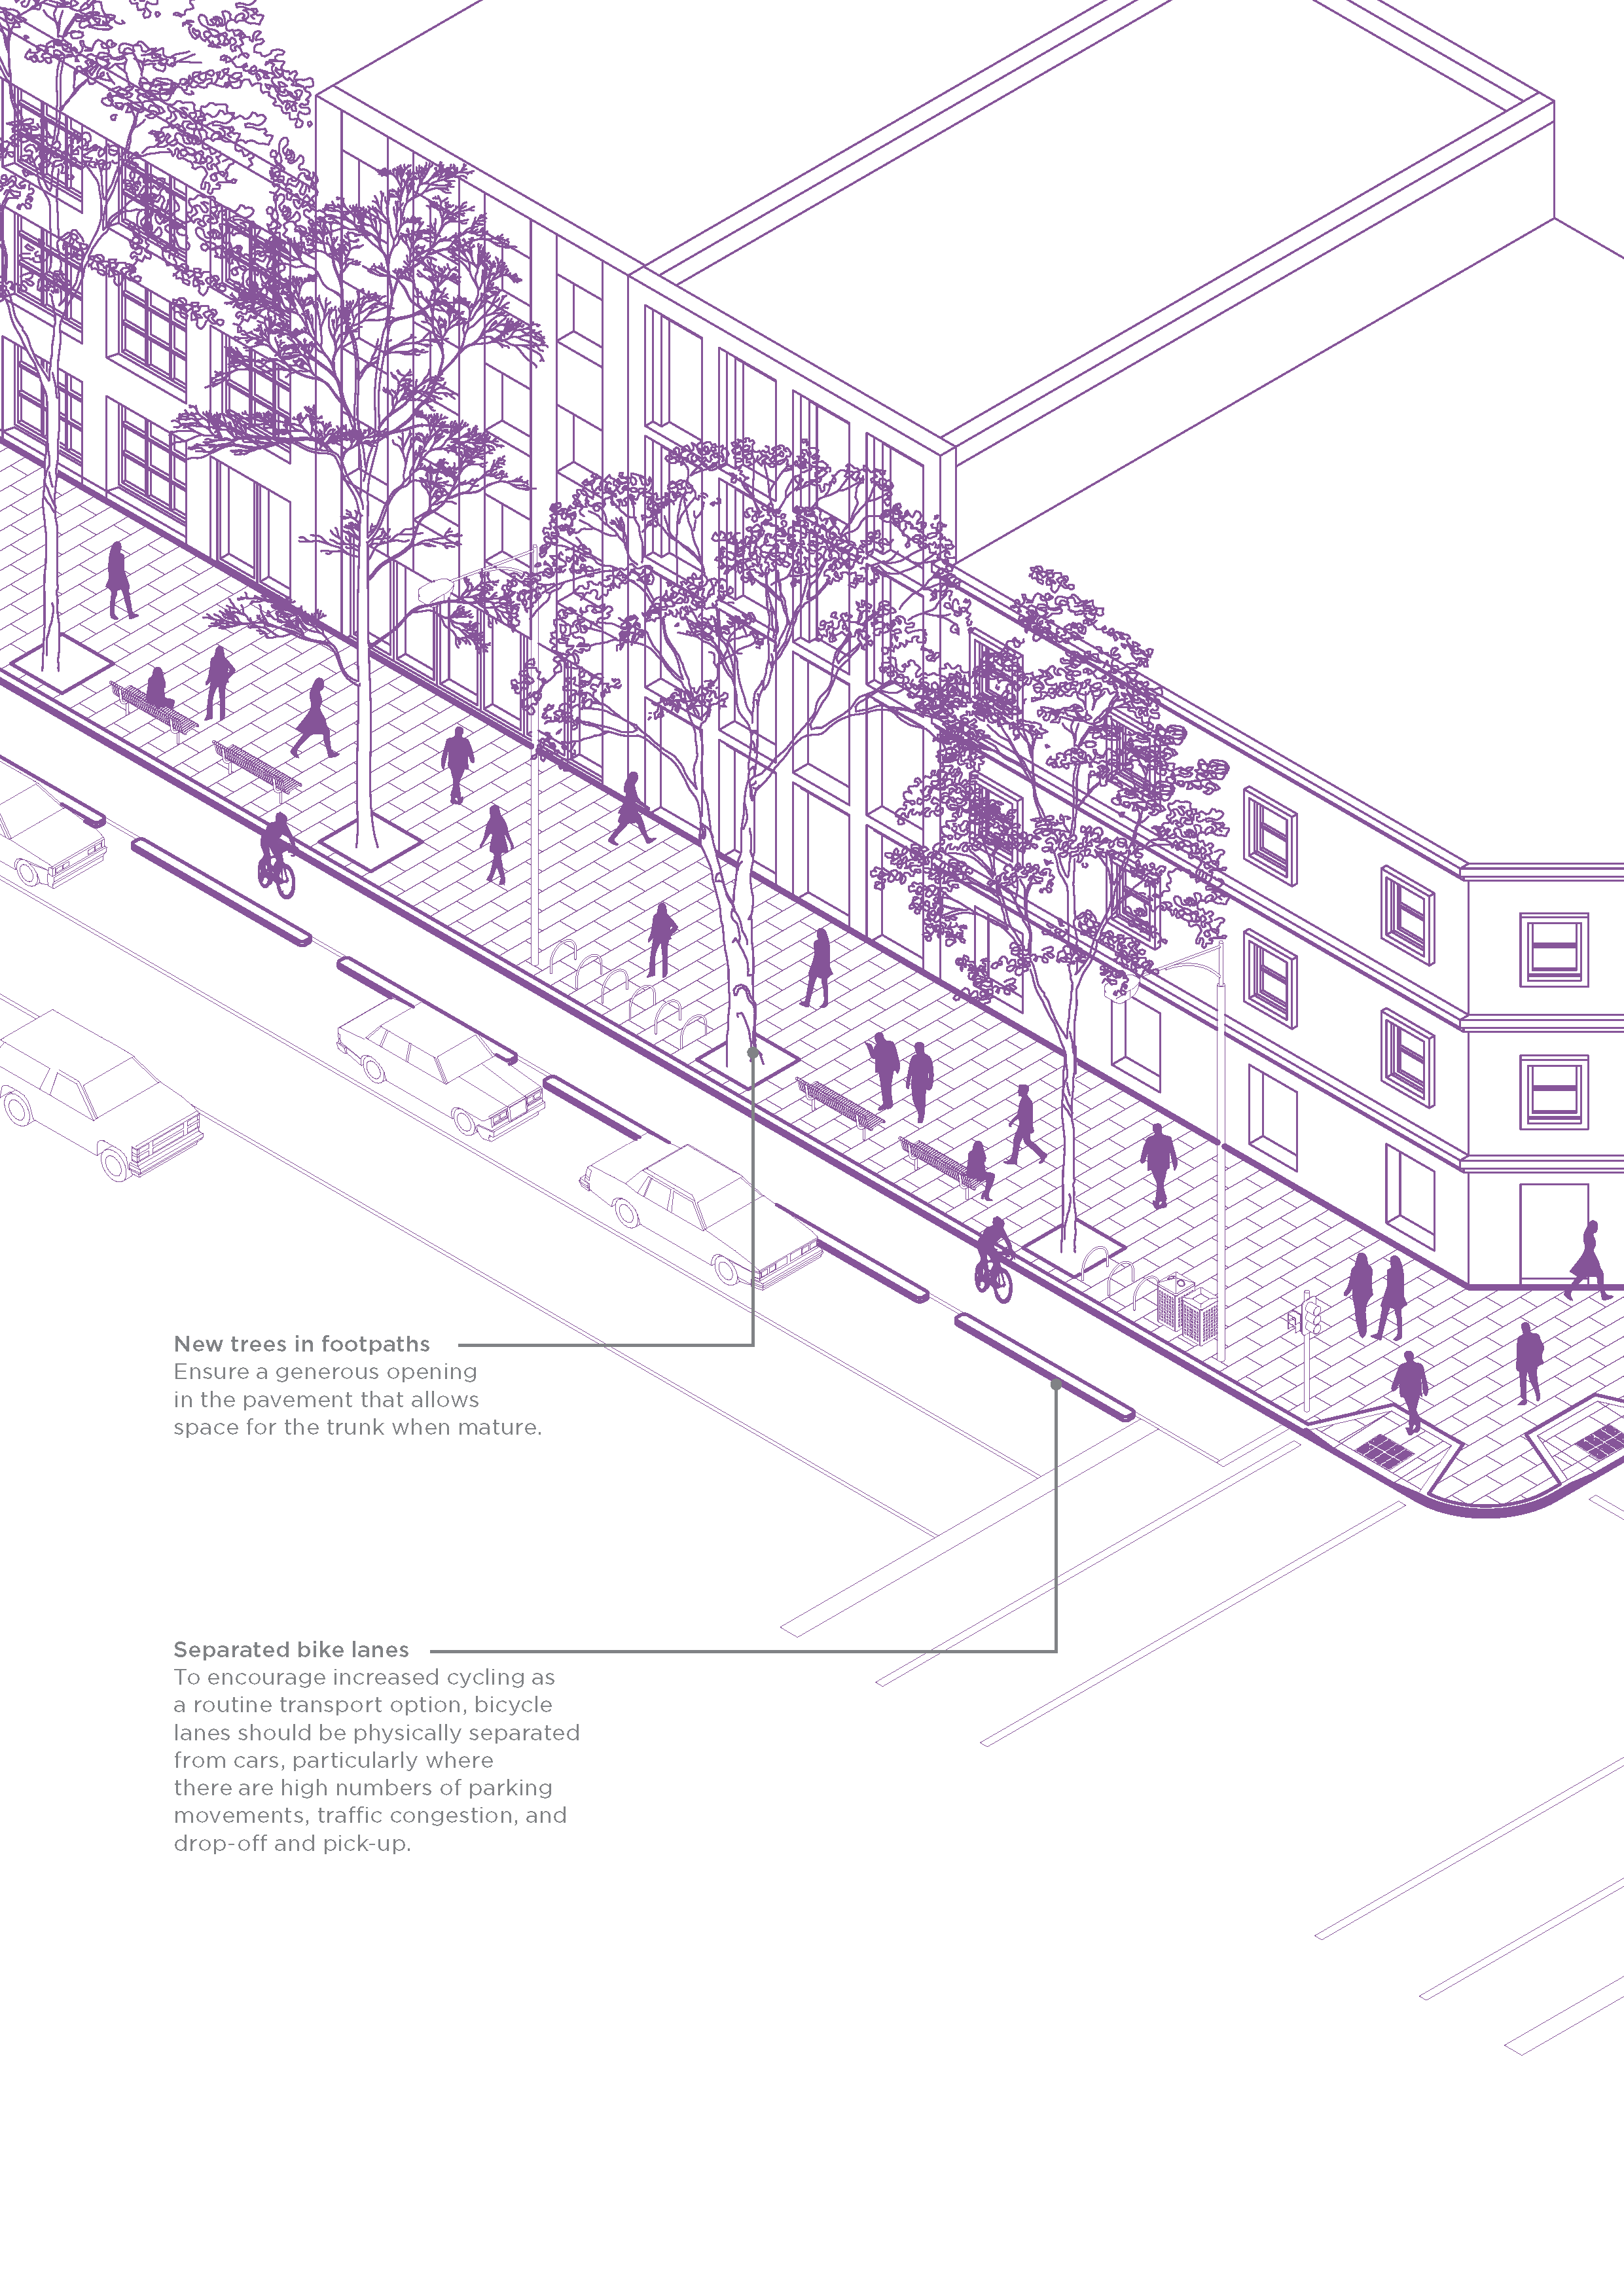 New trees in footpaths
Ensure a generous opening
in the pavement that allows
space for the trunk when mature.
Separated bike lanes
To encourage increased cycling as
a routine transport option, bicycle
lanes should be physically separated
from cars, particularly where
there are high numbers of parking
movements, traffic congestion, and
drop-off and pick-up.